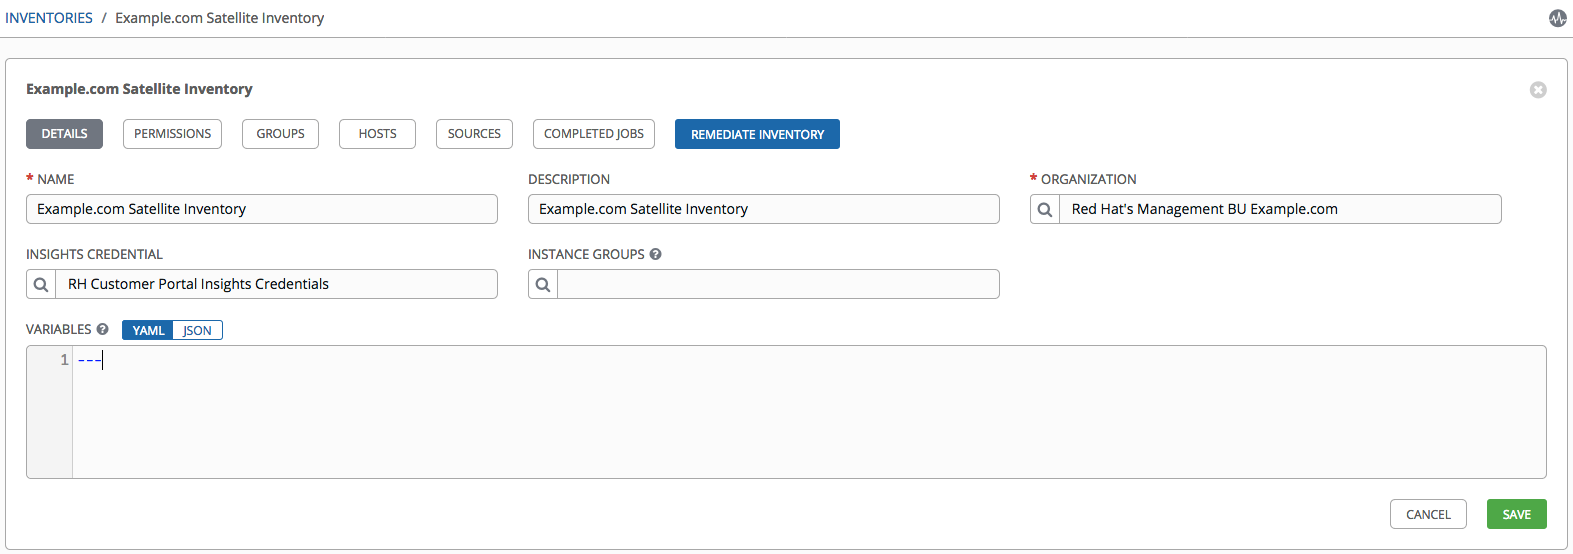 INVENTORIES / Example.com Satellite Inventory
Example.com Satellite Inventory
DETAILS PERMISSIONS GROUPS HOSTS SOURCES COMPLETED JOBS REMEDIATE INVENTORY
* NAME DESCRIPTION * ORGANIZATION
Example.com Satellite Inventory Example.com Satellite Inventory Red Hat's Management BU Example.com
INSIGHTS CREDENTIAL INSTANCE GROUPS ?
RH Customer Portal Insights Credentials
VARIABLES ? YAML JSON
1 ---
CANCEL SAVE